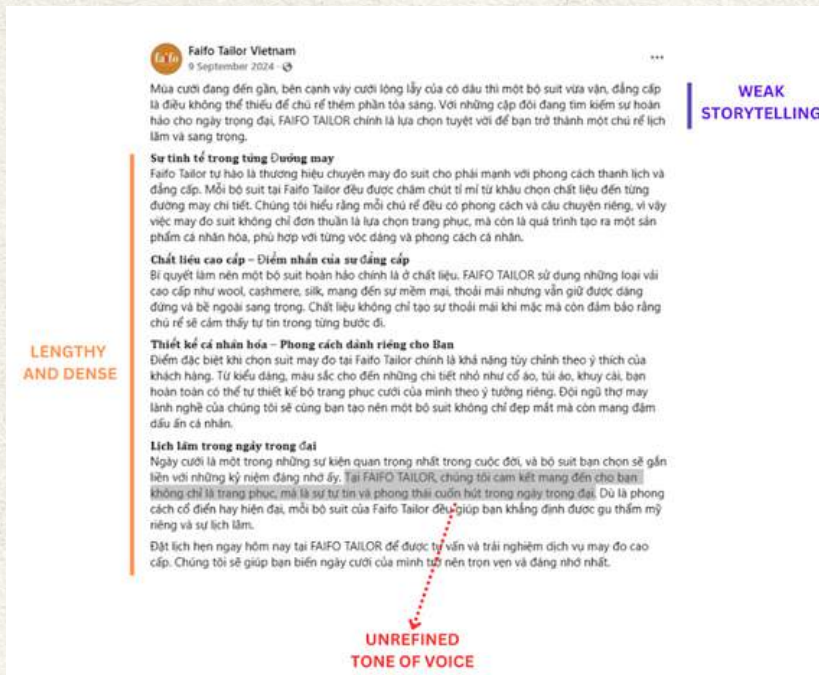 faifo
Faifo Tailor Vietnam
9 September 2024 ·
Mùa cưới đang đến gần, bên cạnh váy cưới lộng lẫy của cô dâu thì một bộ suit vừa vặn, đẳng cấp
là điều không thể thiếu để chú rể thêm phần tỏa sáng. Với những cặp đôi đang tìm kiếm sự hoàn
hảo cho ngày trọng đại, FAIFO TAILOR chính là lựa chọn tuyệt vời để bạn trở thành một chú rể lịch
lãm và sang trọng.
WEAK
STORYTELLING
Sự tinh tế trong từng Đường may
Faifo Tailor tự hào là thương hiệu chuyên may đo suit cho phái mạnh với phong cách thanh lịch và
đẳng cấp. Mỗi bộ suit tại Faifo Tailor đều được chăm chút tỉ mỉ từ khâu chọn chất liệu đến từng
đường may chi tiết. Chúng tôi hiểu rằng mỗi chú rể đều có phong cách và câu chuyện riêng, vì vậy
việc may đo suit không chỉ đơn thuần là lựa chọn trang phục, mà còn là quá trình tạo ra một sản
phẩm cá nhân hóa, phù hợp với từng vóc dáng và phong cách cá nhân.
Chất liệu cao cấp – Điểm nhấn của sự đẳng cấp
Bí quyết làm nên một bộ suit hoàn hảo chính là ở chất liệu. FAIFO TAILOR sử dụng những loại vải
cao cấp như wool, cashmere, silk, mang đến sự mềm mại, thoải mái nhưng vẫn giữ được dáng
đứng và bề ngoài sang trọng. Chất liệu không chỉ tạo sự thoải mái khi mặc mà còn đảm bảo rằng
chú rể sẽ cảm thấy tự tin trong từng bước đi.
Thiết kế cá nhân hóa – Phong cách dành riêng cho Bạn
Điểm đặc biệt khi chọn suit may đo tại Faifo Tailor chính là khả năng tùy chỉnh theo ý thích của
khách hàng. Từ kiểu dáng, màu sắc cho đến những chi tiết nhỏ như cổ áo, túi áo, khuy cài, bạn
hoàn toàn có thể tự thiết kế bộ trang phục cưới của mình theo ý tưởng riêng. Đội ngũ thợ may
lành nghề của chúng tôi sẽ cùng bạn tạo nên một bộ suit không chỉ đẹp mắt mà còn mang đậm
dấu ấn cá nhân.
LENGTHY
AND DENSE
Lịch lãm trong ngày trọng đại
Ngày cưới là một trong những sự kiện quan trọng nhất trong cuộc đời, và bộ suit bạn chọn sẽ gắn
liền với những kỷ niệm đáng nhớ ấy. Tại FAIFO TAILOR, chúng tôi cam kết mang đến cho bạn
không chỉ là trang phục, mà là sự tự tin và phong thái cuốn hút trong ngày trọng đại. Dù là phong
cách cổ điển hay hiện đại, mỗi bộ suit của Faifo Tailor đều giúp bạn khẳng định được gu thẩm mỹ
riêng và sự lịch lãm.
Đặt lịch hẹn ngay hôm nay tại FAIFO TAILOR để được tư vấn và trải nghiệm dịch vụ may đo cao
cấp. Chúng tôi sẽ giúp bạn biến ngày cưới của mình trở nên trọn vẹn và đáng nhớ nhất.
UNREFINED
TONE OF VOICE